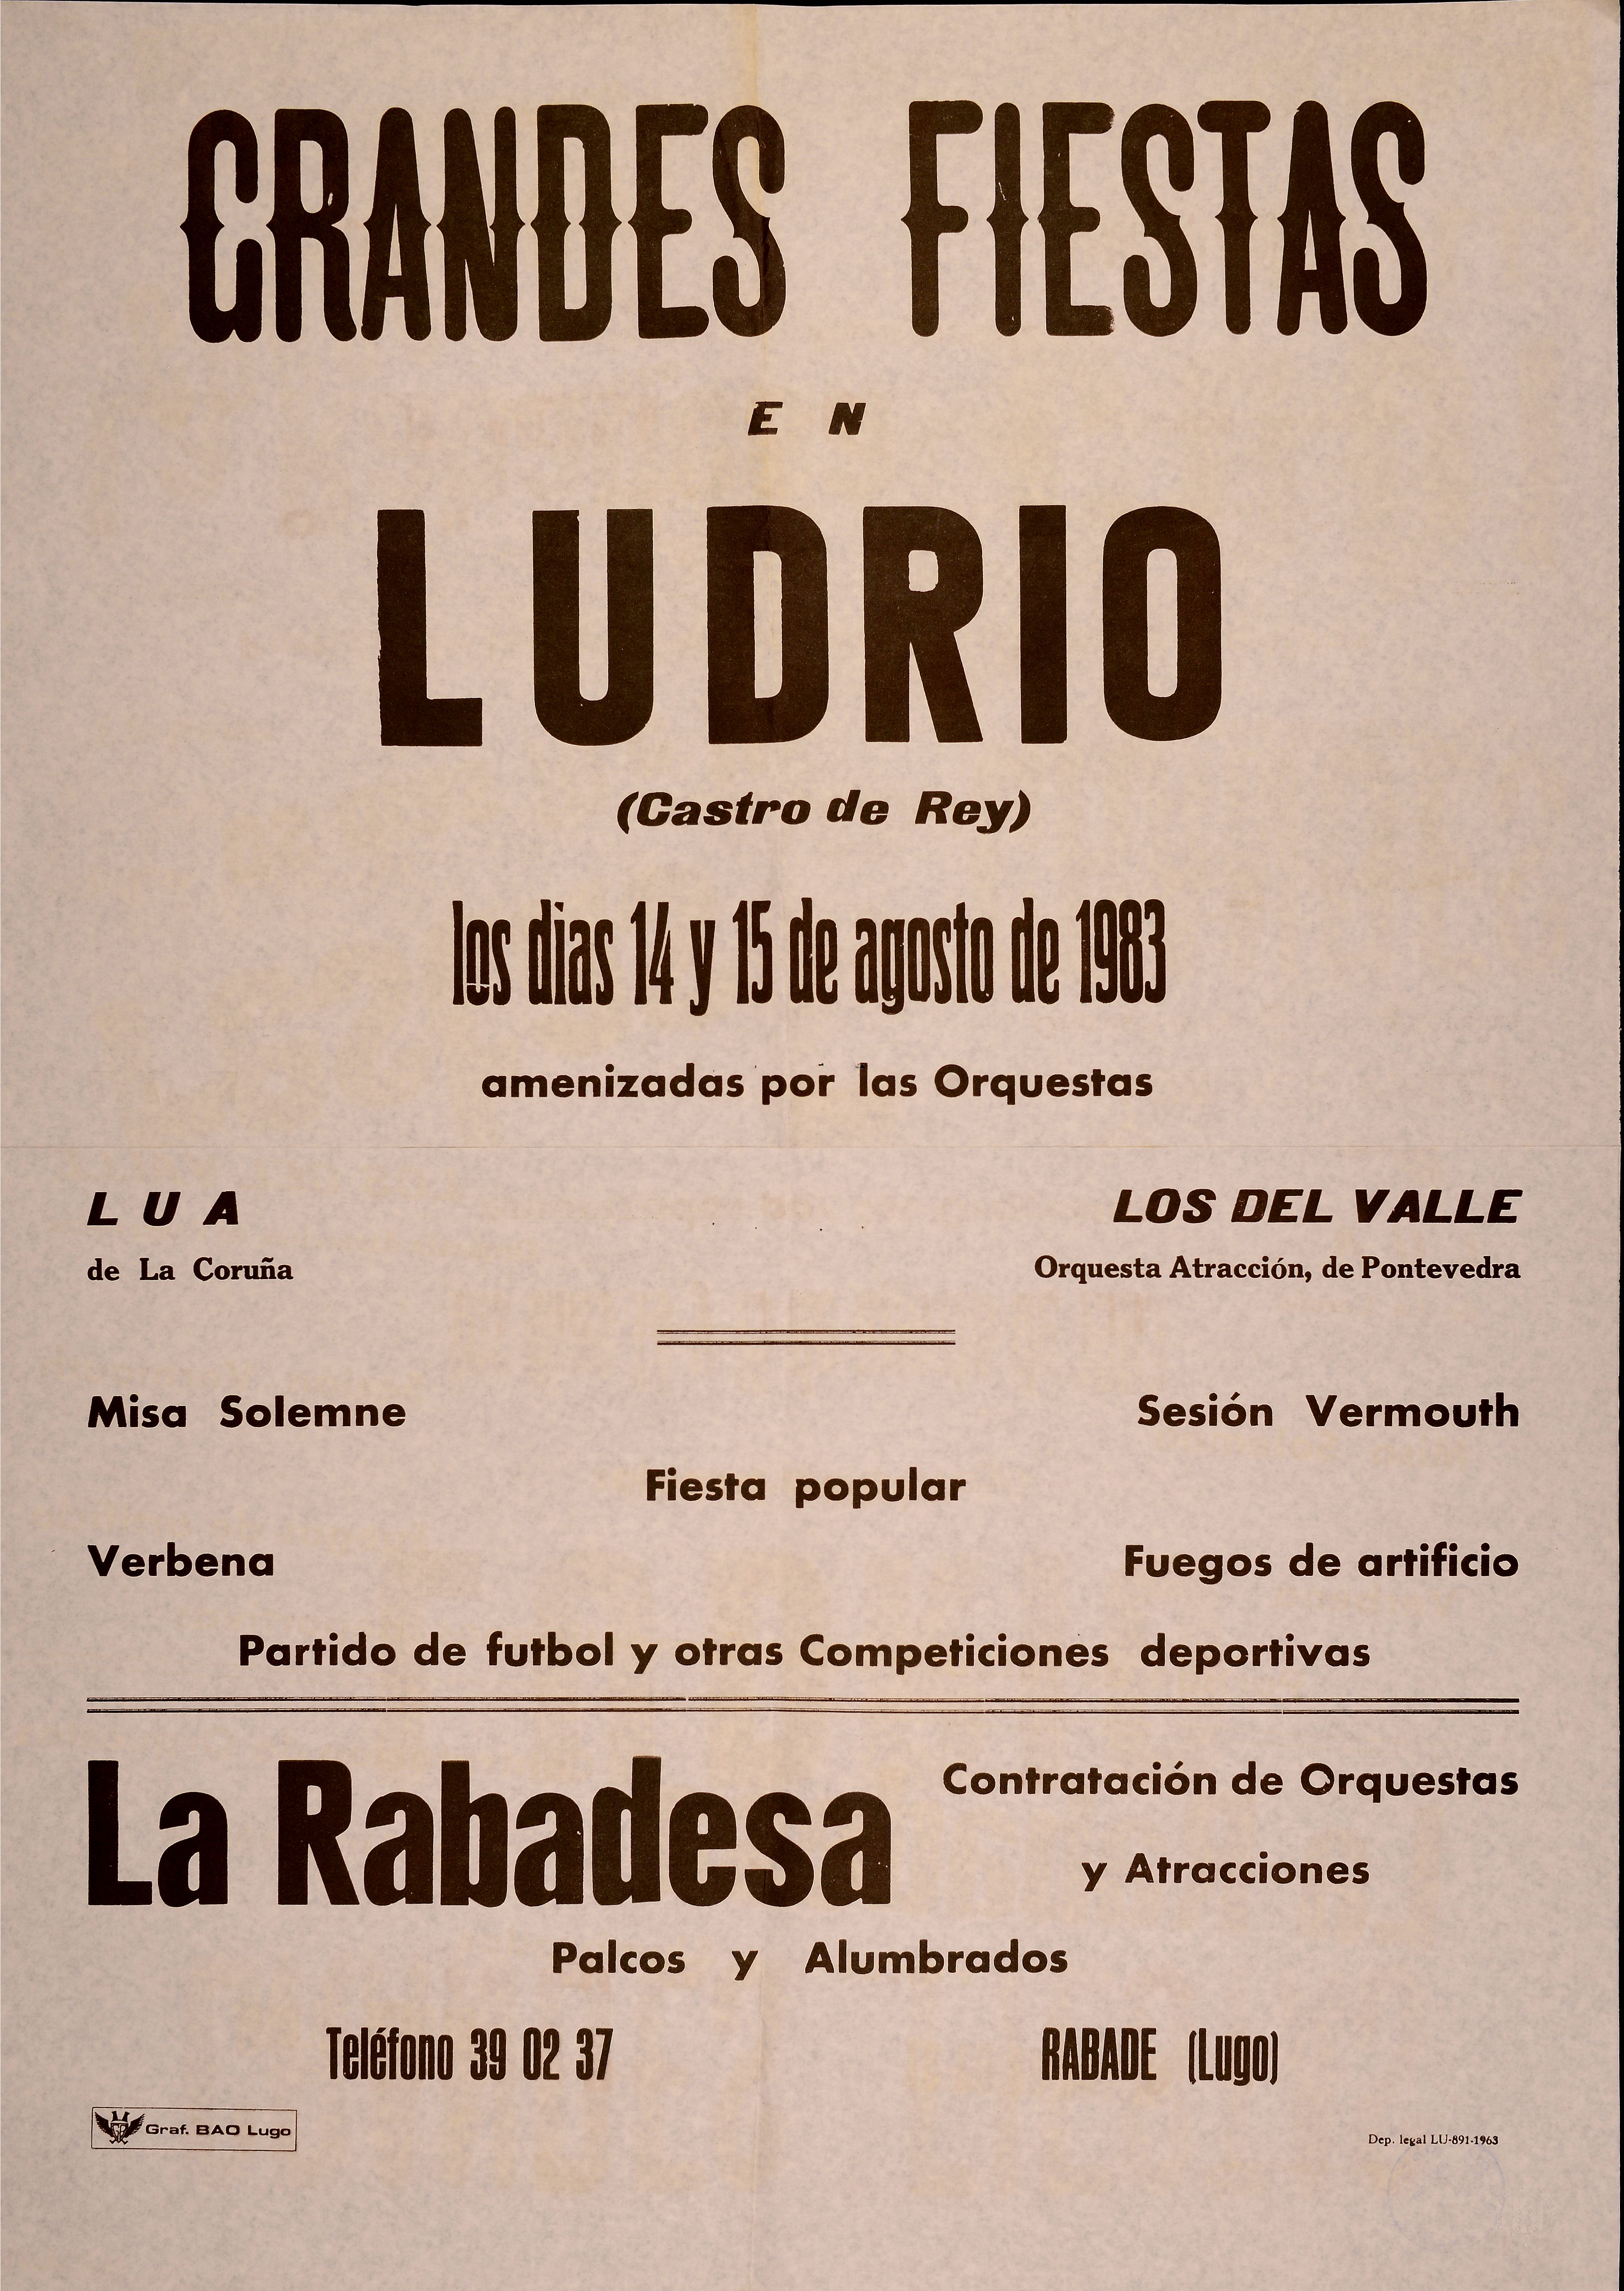 GRANDES FIESTAS
EN
LUDRIO
(Castro de Rey)
los dias 14 y 15 de agosto de 1983
amenizadas por las Orquestas
LUA LOS DEL VALLE
de La Coruña Orquesta Atracción, de Pontevedra
Misa Solemne Sesión Vermouth
Fiesta popular
Verbena Fuegos de artificio
Partido de futbol y otras Competiciones deportivas
La Rabadesa Contratación de Orquestas
y Atracciones
Palcos y Alumbrados
Teléfono 39 02 37 RABADE (Lugo)
Graf. BAO Lugo
Dep. legal LU-891-1963